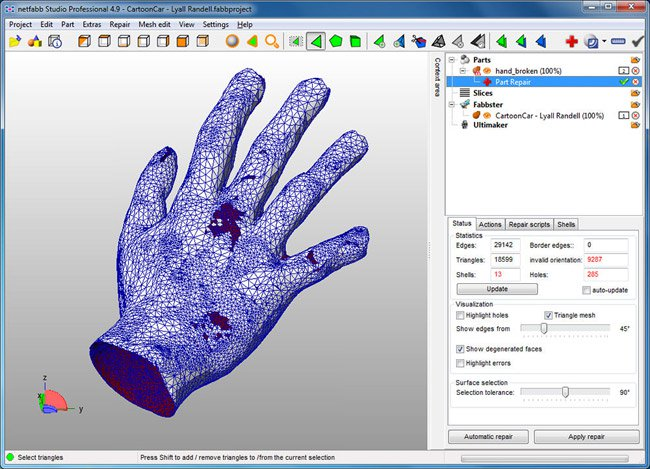 netfabb Studio Professional 4.9 - CartoonCar - Lyall Randell.fabbproject
Project Edit Part Extras Repair Mesh edit View Settings Help
Context area
Parts
hand_broken (100%) 2
Part Repair
Slices
Fabbster
CartoonCar - Lyall Randell (100%) 1
Ultimaker
Status Actions Repair scripts Shells
Statistics
Edges: 29142 Border edges:: 0
Triangles: 18599 invalid orientation: 9287
Shells: 13 Holes: 285
Update auto-update
Visualization
Highlight holes Triangle mesh
Show edges from 45°
Show degenerated faces
Highlight errors
Surface selection
Selection tolerance: 90°
Automatic repair Apply repair
z
x y
Select triangles Press Shift to add / remove triangles to /from the current selection